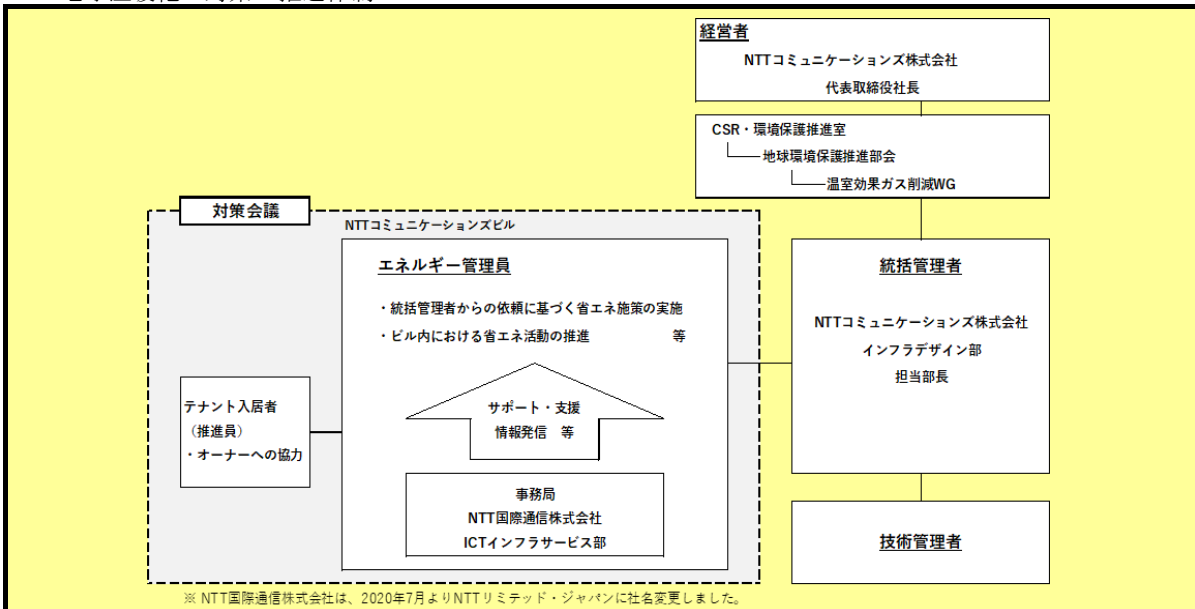 経営者
NTTコミュニケーションズ株式会社
代表取締役社長
CSR・環境保護推進室
地球環境保護推進部会
温室効果ガス削減WG
対策会議
NTTコミュニケーションズビル
エネルギー管理員
・統括管理者からの依頼に基づく省エネ施策の実施
・ビル内における省エネ活動の推進 等
サポート・支援
情報発信 等
事務局
NTT国際通信株式会社
ICTインフラサービス部
テナント入居者
（推進員）
・オーナーへの協力
統括管理者
NTTコミュニケーションズ株式会社
インフラデザイン部
担当部長
技術管理者
※ NTT国際通信株式会社は、2020年7月よりNTTリミテッド・ジャパンに社名変更しました。